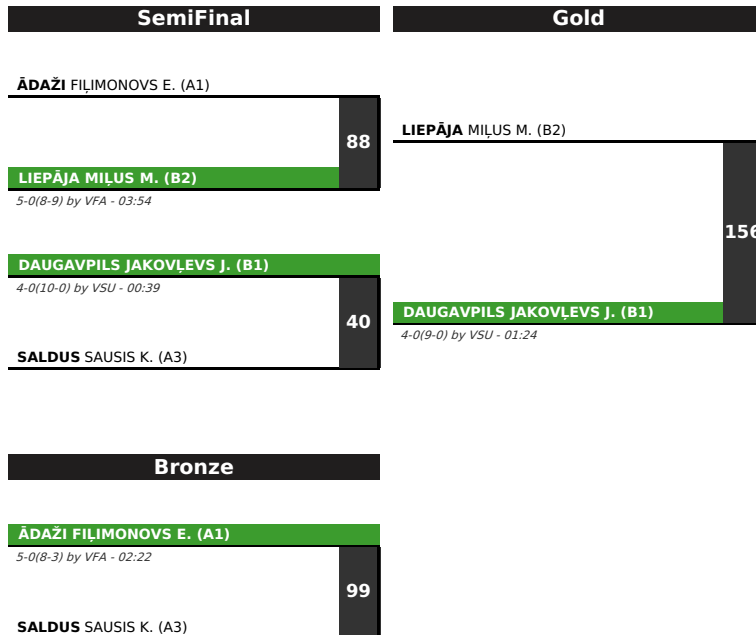 SemiFinal
ĀDAŽI FIĻIMONOVS E. (A1)
88
LIEPĀJA MIĻUS M. (B2)
5-0(8-9) by VFA - 03:54
DAUGAVPILS JAKOVĻEVS J. (B1)
4-0(10-0) by VSU - 00:39
40
SALDUS SAUSIS K. (A3)
Gold
LIEPĀJA MIĻUS M. (B2)
156
DAUGAVPILS JAKOVĻEVS J. (B1)
4-0(9-0) by VSU - 01:24
Bronze
ĀDAŽI FIĻIMONOVS E. (A1)
5-0(8-3) by VFA - 02:22
99
SALDUS SAUSIS K. (A3)